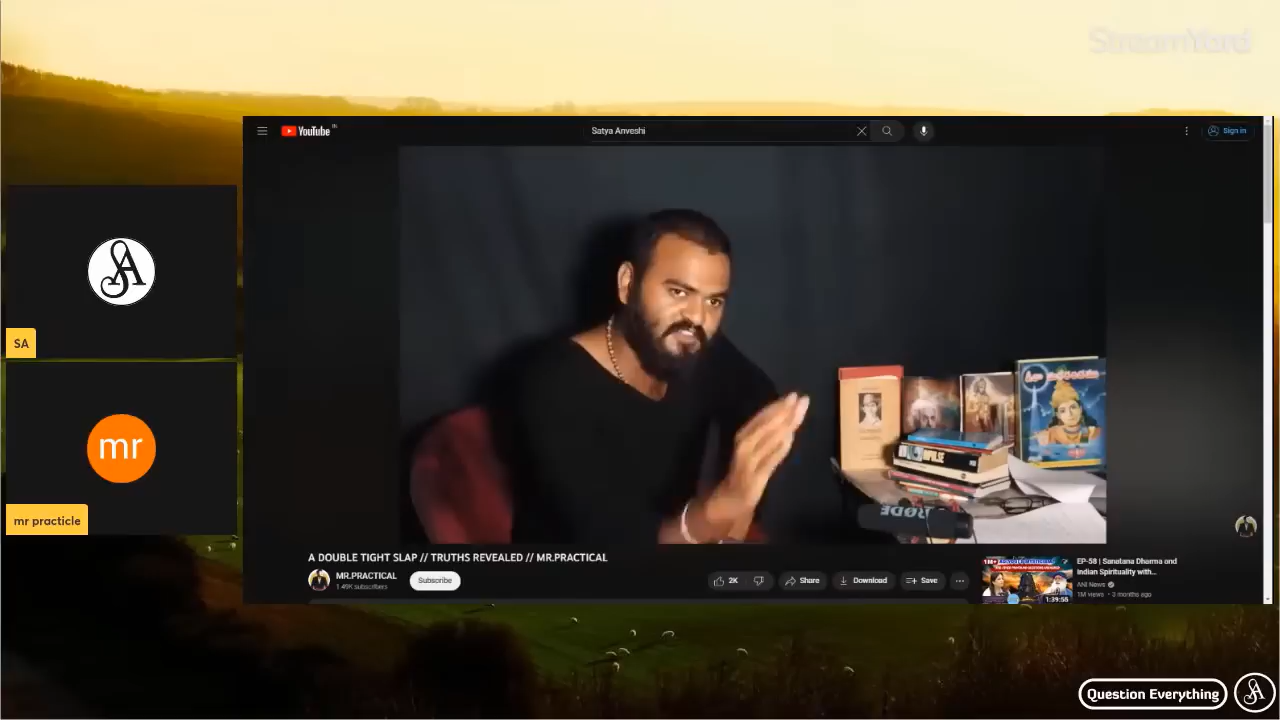 StreamYard
YouTube
Satya Anveshi
Sign in
SA
mr
mr practicle
RØDE
A DOUBLE TIGHT SLAP // TRUTHS REVEALED // MR.PRACTICAL
MR.PRACTICAL
1.49K subscribers
Subscribe
2K
Share
Download
Save
EP-58 | Sanatana Dharma and
Indian Spirituality with...
ANI News
1M views • 3 months ago
1:39:55
Question Everything